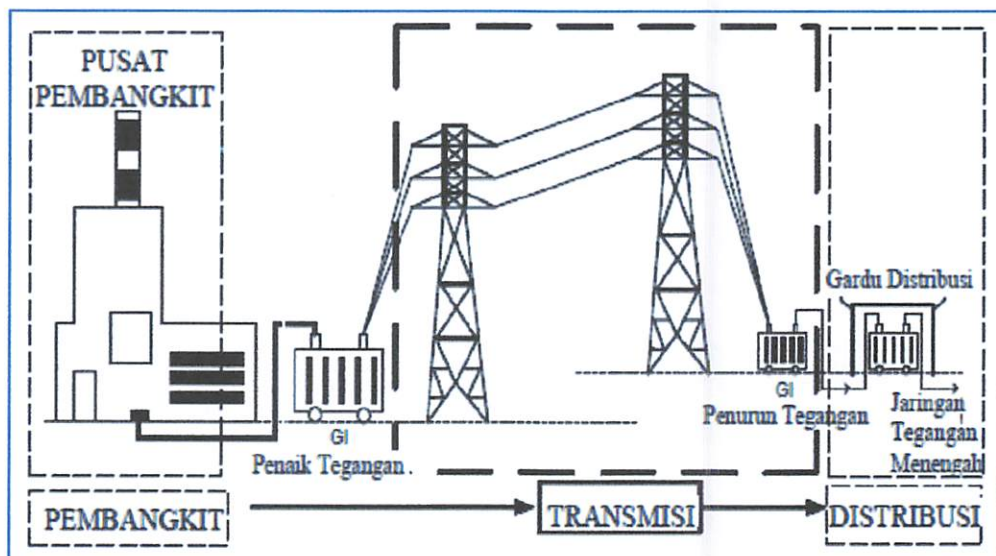 PUSAT
PEMBANGKIT
Gardu Distribusi
GI
Penaik Tegangan .
GI
Penurun Tegangan
Jaringan
Tegangan
Menengah
PEMBANGKIT
TRANSMISI
DISTRIBUSI